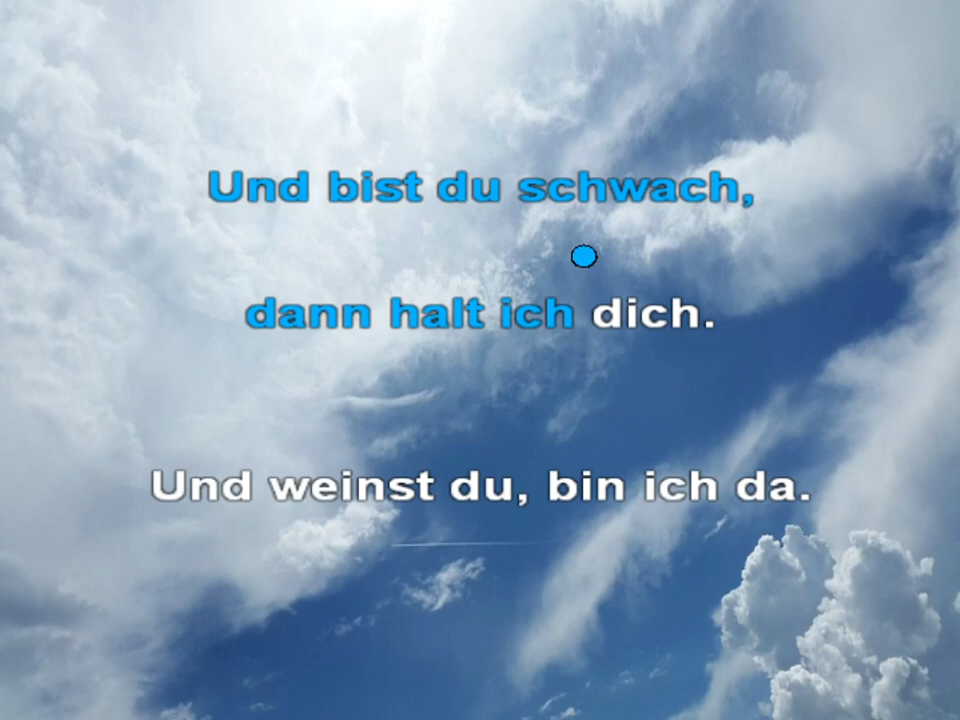 Und bist du schwach,
dann halt ich dich.
Und weinst du, bin ich da.